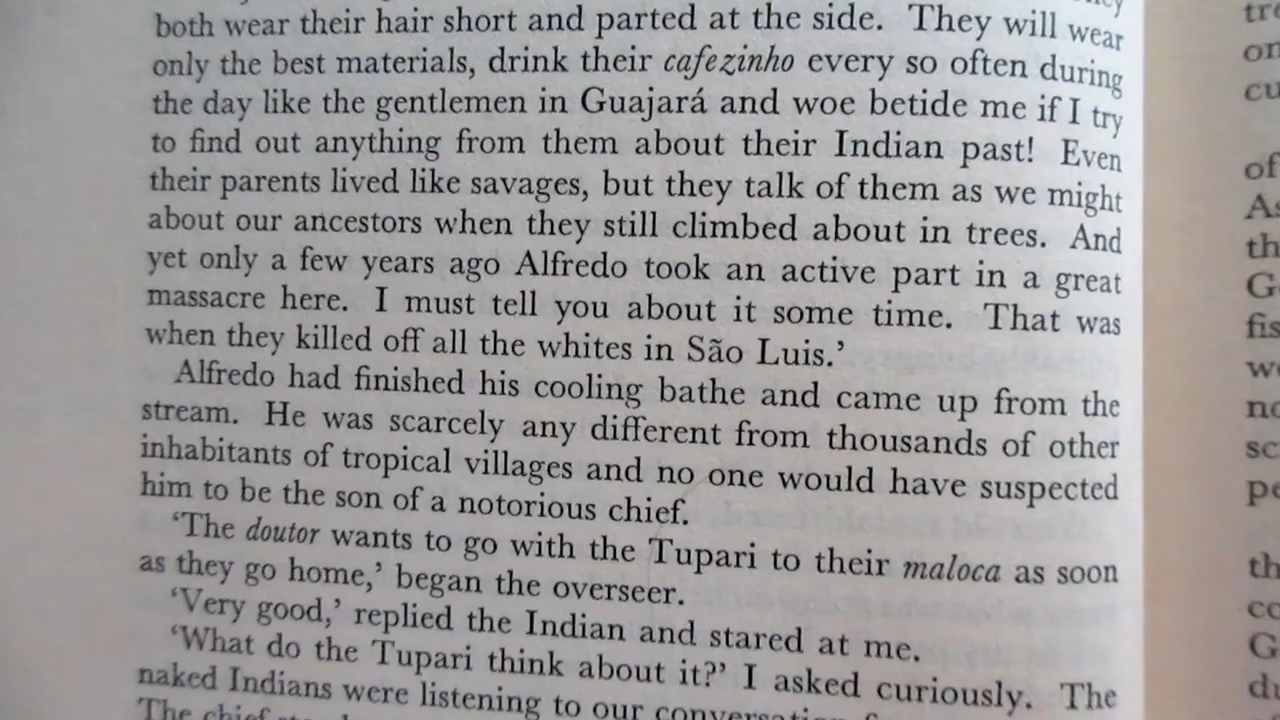 both wear their hair short and parted at the side. They will wear
only the best materials, drink their cafezinho every so often during
the day like the gentlemen in Guajará and woe betide me if I try
to find out anything from them about their Indian past! Even
their parents lived like savages, but they talk of them as we might
about our ancestors when they still climbed about in trees. And
yet only a few years ago Alfredo took an active part in a great
massacre here. I must tell you about it some time. That was
when they killed off all the whites in São Luis.’
Alfredo had finished his cooling bathe and came up from the
stream. He was scarcely any different from thousands of other
inhabitants of tropical villages and no one would have suspected
him to be the son of a notorious chief.
‘The doutor wants to go with the Tupari to their maloca as soon
as they go home,’ began the overseer.
‘Very good,’ replied the Indian and stared at me.
‘What do the Tupari think about it?’ I asked curiously. The
naked Indians were listening to our conversation
The chief